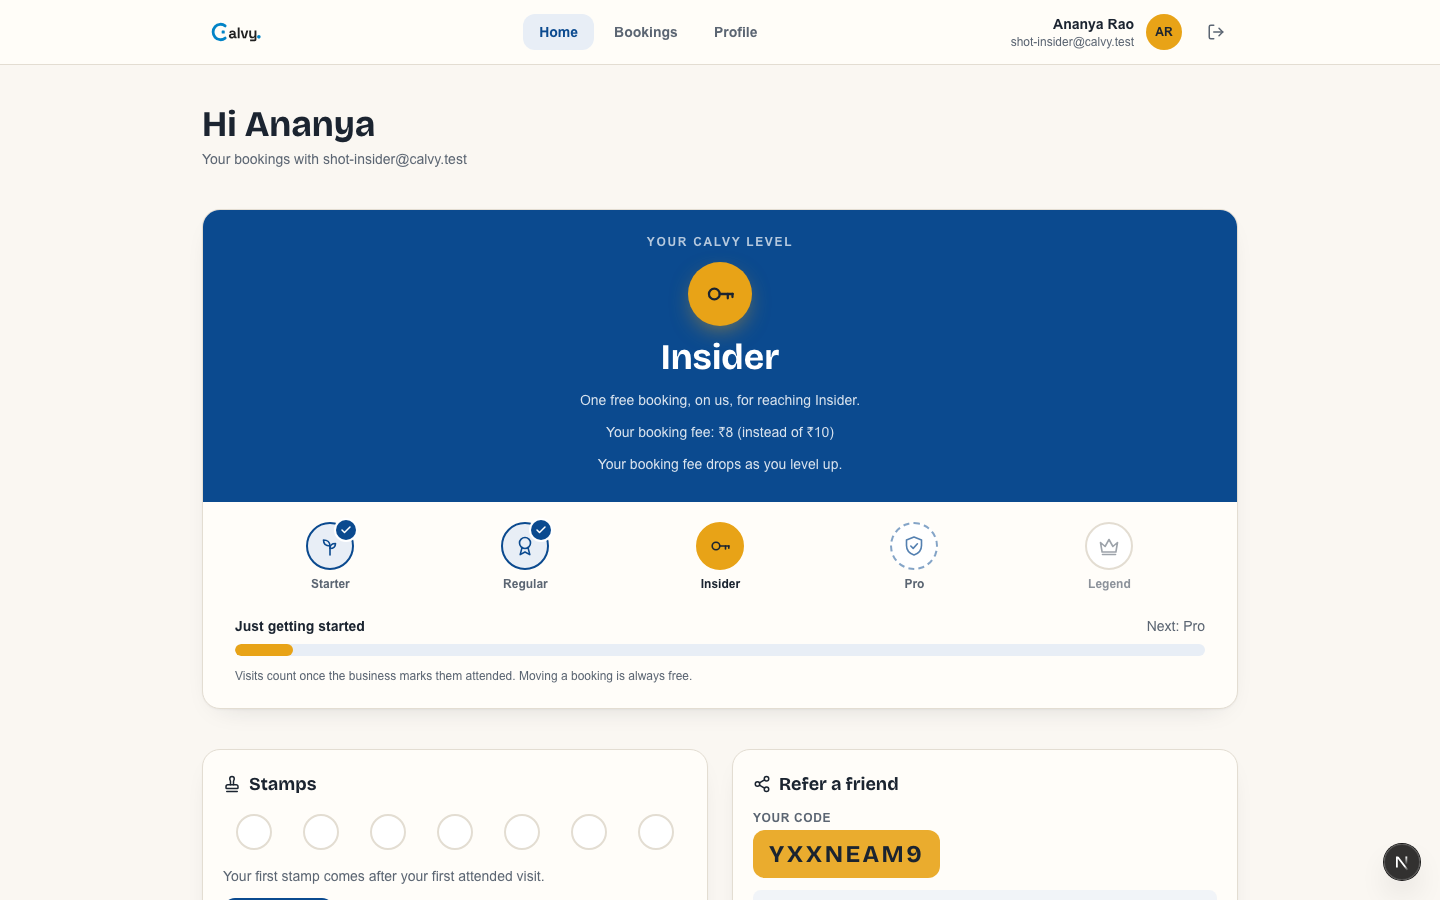 Calvy.
Home
Bookings
Profile
Ananya Rao
shot-insider@calvy.test
AR
Hi Ananya
Your bookings with shot-insider@calvy.test
YOUR CALVY LEVEL
Insider
One free booking, on us, for reaching Insider.
Your booking fee: ₹8 (instead of ₹10)
Your booking fee drops as you level up.
Starter
Regular
Insider
Pro
Legend
Just getting started
Next: Pro
Visits count once the business marks them attended. Moving a booking is always free.
Stamps
Your first stamp comes after your first attended visit.
Refer a friend
YOUR CODE
YXXNEAM9
N